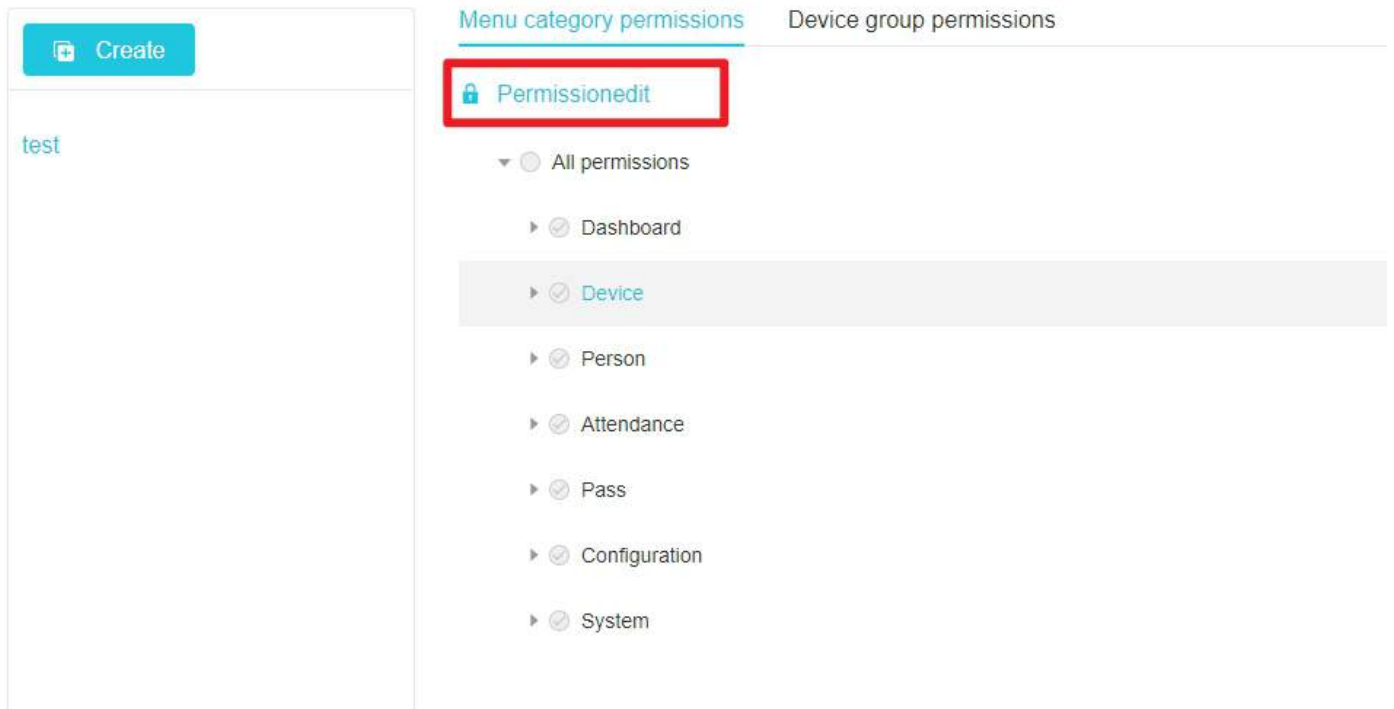 Create
test
Menu category permissions
Device group permissions
Permissionedit
All permissions
Dashboard
Device
Person
Attendance
Pass
Configuration
System